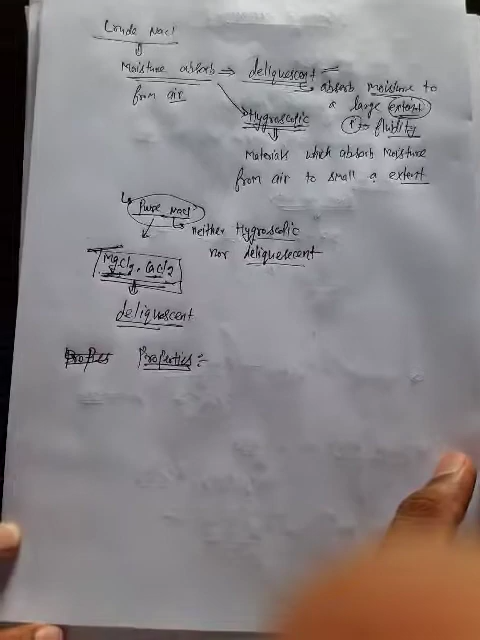 Crude Nacl
Moisture absorb → deliquescent
from air
↳ absorb Moisture to
a large extent
→ fluidity
Hygroscopic
Materials which absorb Moisture
from air to small a extent
Pure Nacl
↳ neither Hygroscopic
nor deliquescent
MgCl2, CaCl2
deliquescent
Properties :-